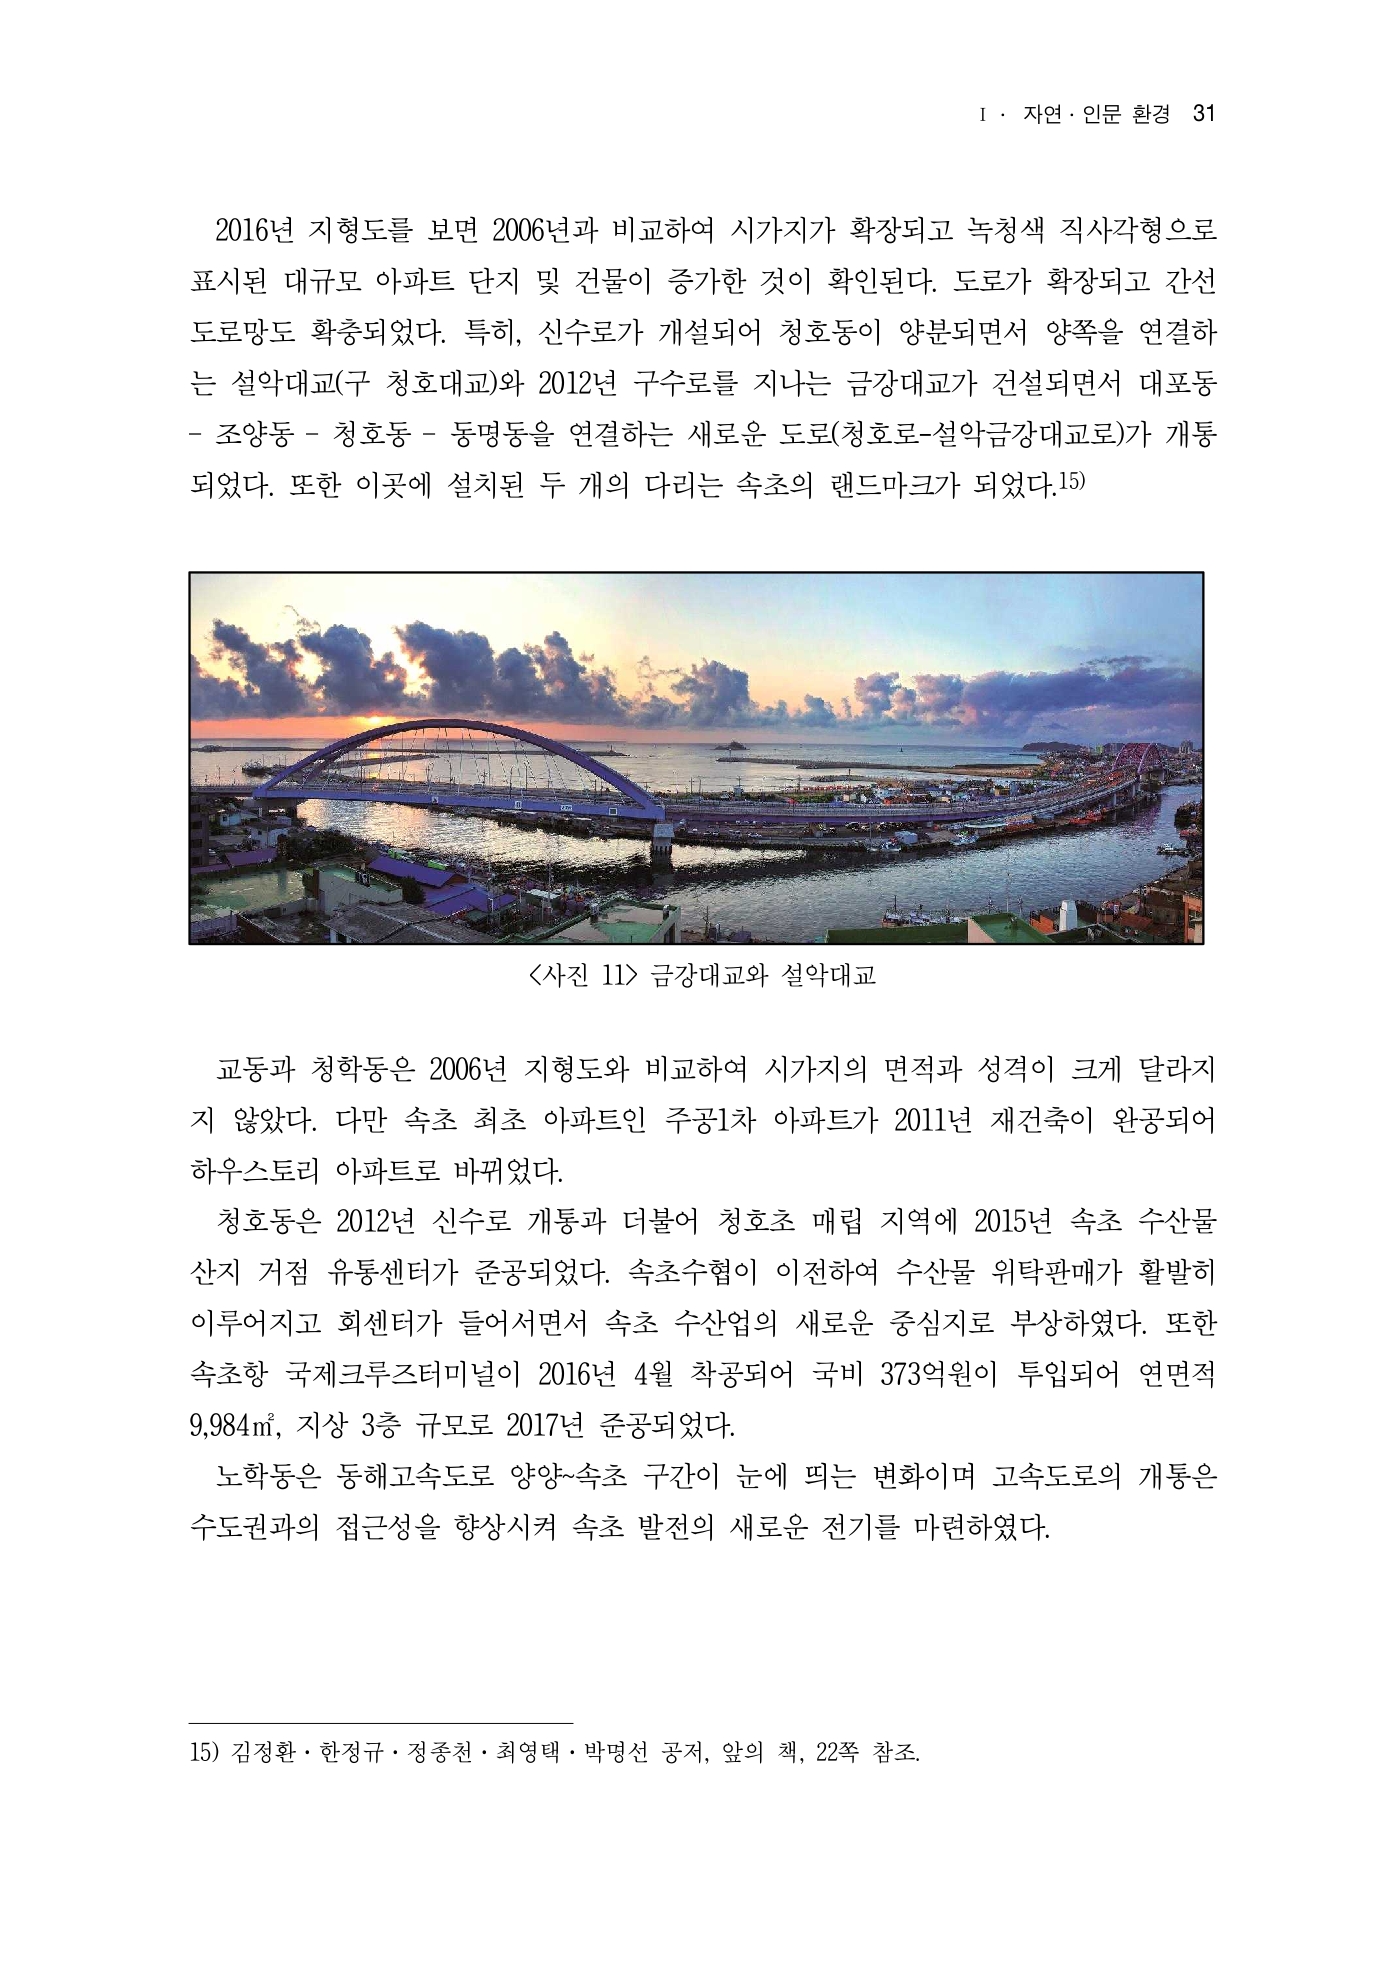 I · 자연·인문 환경 31
2016년 지형도를 보면 2006년과 비교하여 시가지가 확장되고 녹청색 직사각형으로
표시된 대규모 아파트 단지 및 건물이 증가한 것이 확인된다. 도로가 확장되고 간선
도로망도 확충되었다. 특히, 신수로가 개설되어 청호동이 양분되면서 양쪽을 연결하
는 설악대교(구 청호대교)와 2012년 구수로를 지나는 금강대교가 건설되면서 대포동
- 조양동 - 청호동 - 동명동을 연결하는 새로운 도로(청호로-설악금강대교로)가 개통
되었다. 또한 이곳에 설치된 두 개의 다리는 속초의 랜드마크가 되었다.15)
<사진 11> 금강대교와 설악대교
교동과 청학동은 2006년 지형도와 비교하여 시가지의 면적과 성격이 크게 달라지
지 않았다. 다만 속초 최초 아파트인 주공1차 아파트가 2011년 재건축이 완공되어
하우스토리 아파트로 바뀌었다.
청호동은 2012년 신수로 개통과 더불어 청호초 매립 지역에 2015년 속초 수산물
산지 거점 유통센터가 준공되었다. 속초수협이 이전하여 수산물 위탁판매가 활발히
이루어지고 회센터가 들어서면서 속초 수산업의 새로운 중심지로 부상하였다. 또한
속초항 국제크루즈터미널이 2016년 4월 착공되어 국비 373억원이 투입되어 연면적
9,984㎡, 지상 3층 규모로 2017년 준공되었다.
노학동은 동해고속도로 양양~속초 구간이 눈에 띄는 변화이며 고속도로의 개통은
수도권과의 접근성을 향상시켜 속초 발전의 새로운 전기를 마련하였다.
15) 김정환·한정규·정종천·최영택·박명선 공저, 앞의 책, 22쪽 참조.